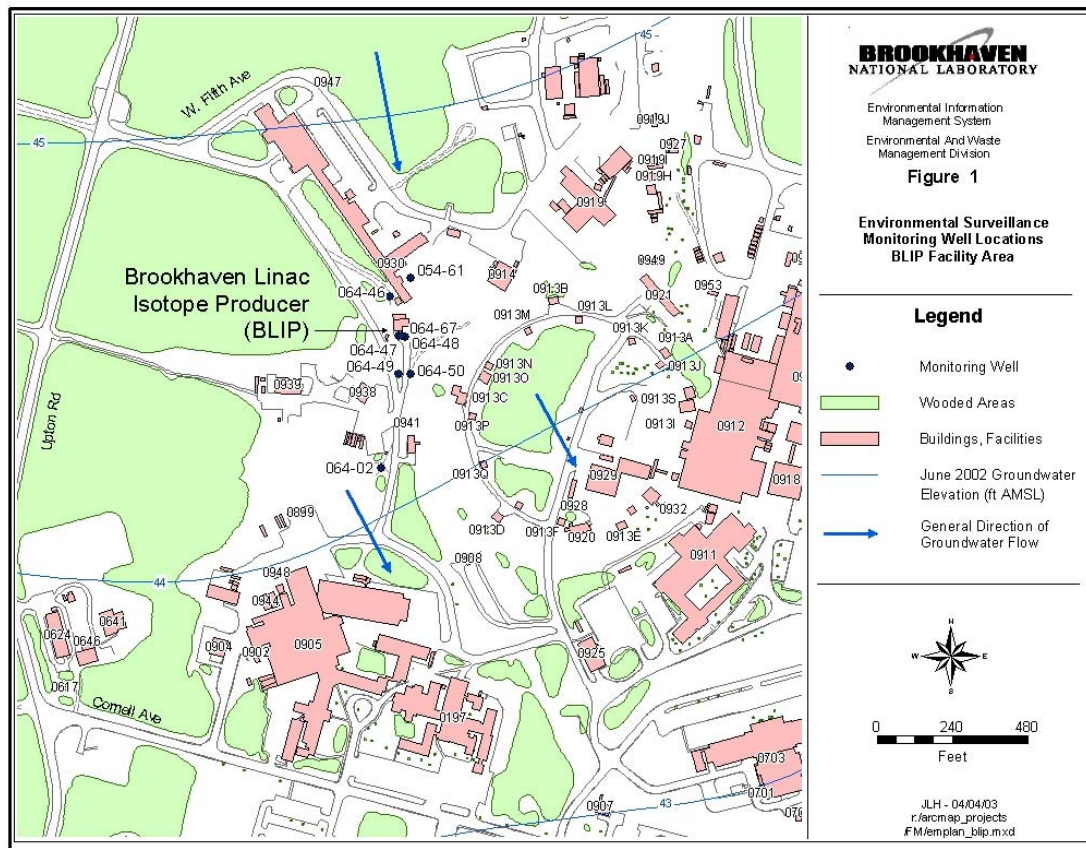 45
0947
W. Fifth Ave
45
0919J
0927
0919I
0919H
0919
0930
054-61
0914
0949
Brookhaven Linac
Isotope Producer
(BLIP)
064-46
0913B
0921
0953
0913L
0913M
064-67
064-48
064-47
0913K
0913A
064-49
064-50
0913N
0913O
0913J
0939
0938
0913C
0913S
Upton Rd
0941
0913P
0913I
0912
064-02
0913Q
0929
0918
0928
0932
0899
0913D
0913F
0920
0913E
0908
0911
44
0948
0944
0641
0624
0646
0904
0902
0905
0925
0617
Cornell Ave
0197
0703
0701
43
0907
BROOKHAVEN
NATIONAL LABORATORY
Environmental Information
Management System
Environmental And Waste
Management Division
Figure 1
Environmental Surveillance
Monitoring Well Locations
BLIP Facility Area
Legend
Monitoring Well
Wooded Areas
Buildings, Facilities
June 2002 Groundwater
Elevation (ft AMSL)
General Direction of
Groundwater Flow
N
W E
S
0 240 480
Feet
JLH - 04/04/03
r:/arcmap_projects
/FM/emplan_blip.mxd